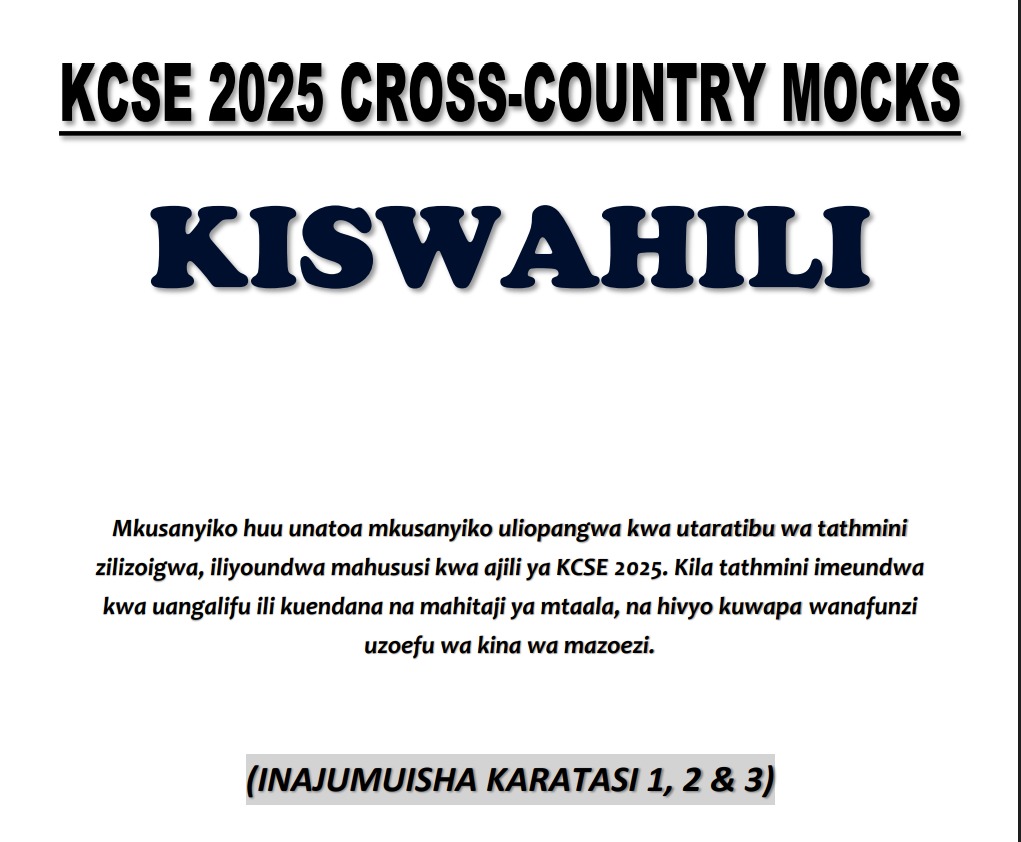 KCSE 2025 CROSS-COUNTRY MOCKS
KISWAHILI
Mkusanyiko huu unatoa mkusanyiko uliopangwa kwa utaratibu wa tathmini
zilizoigwa, iliyoundwa mahususi kwa ajili ya KCSE 2025. Kila tathmini imeundwa
kwa uangalifu ili kuendana na mahitaji ya mtaala, na hivyo kuwapa wanafunzi
uzoefu wa kina wa mazoezi.
(INAJUMUISHA KARATASI 1, 2 & 3)